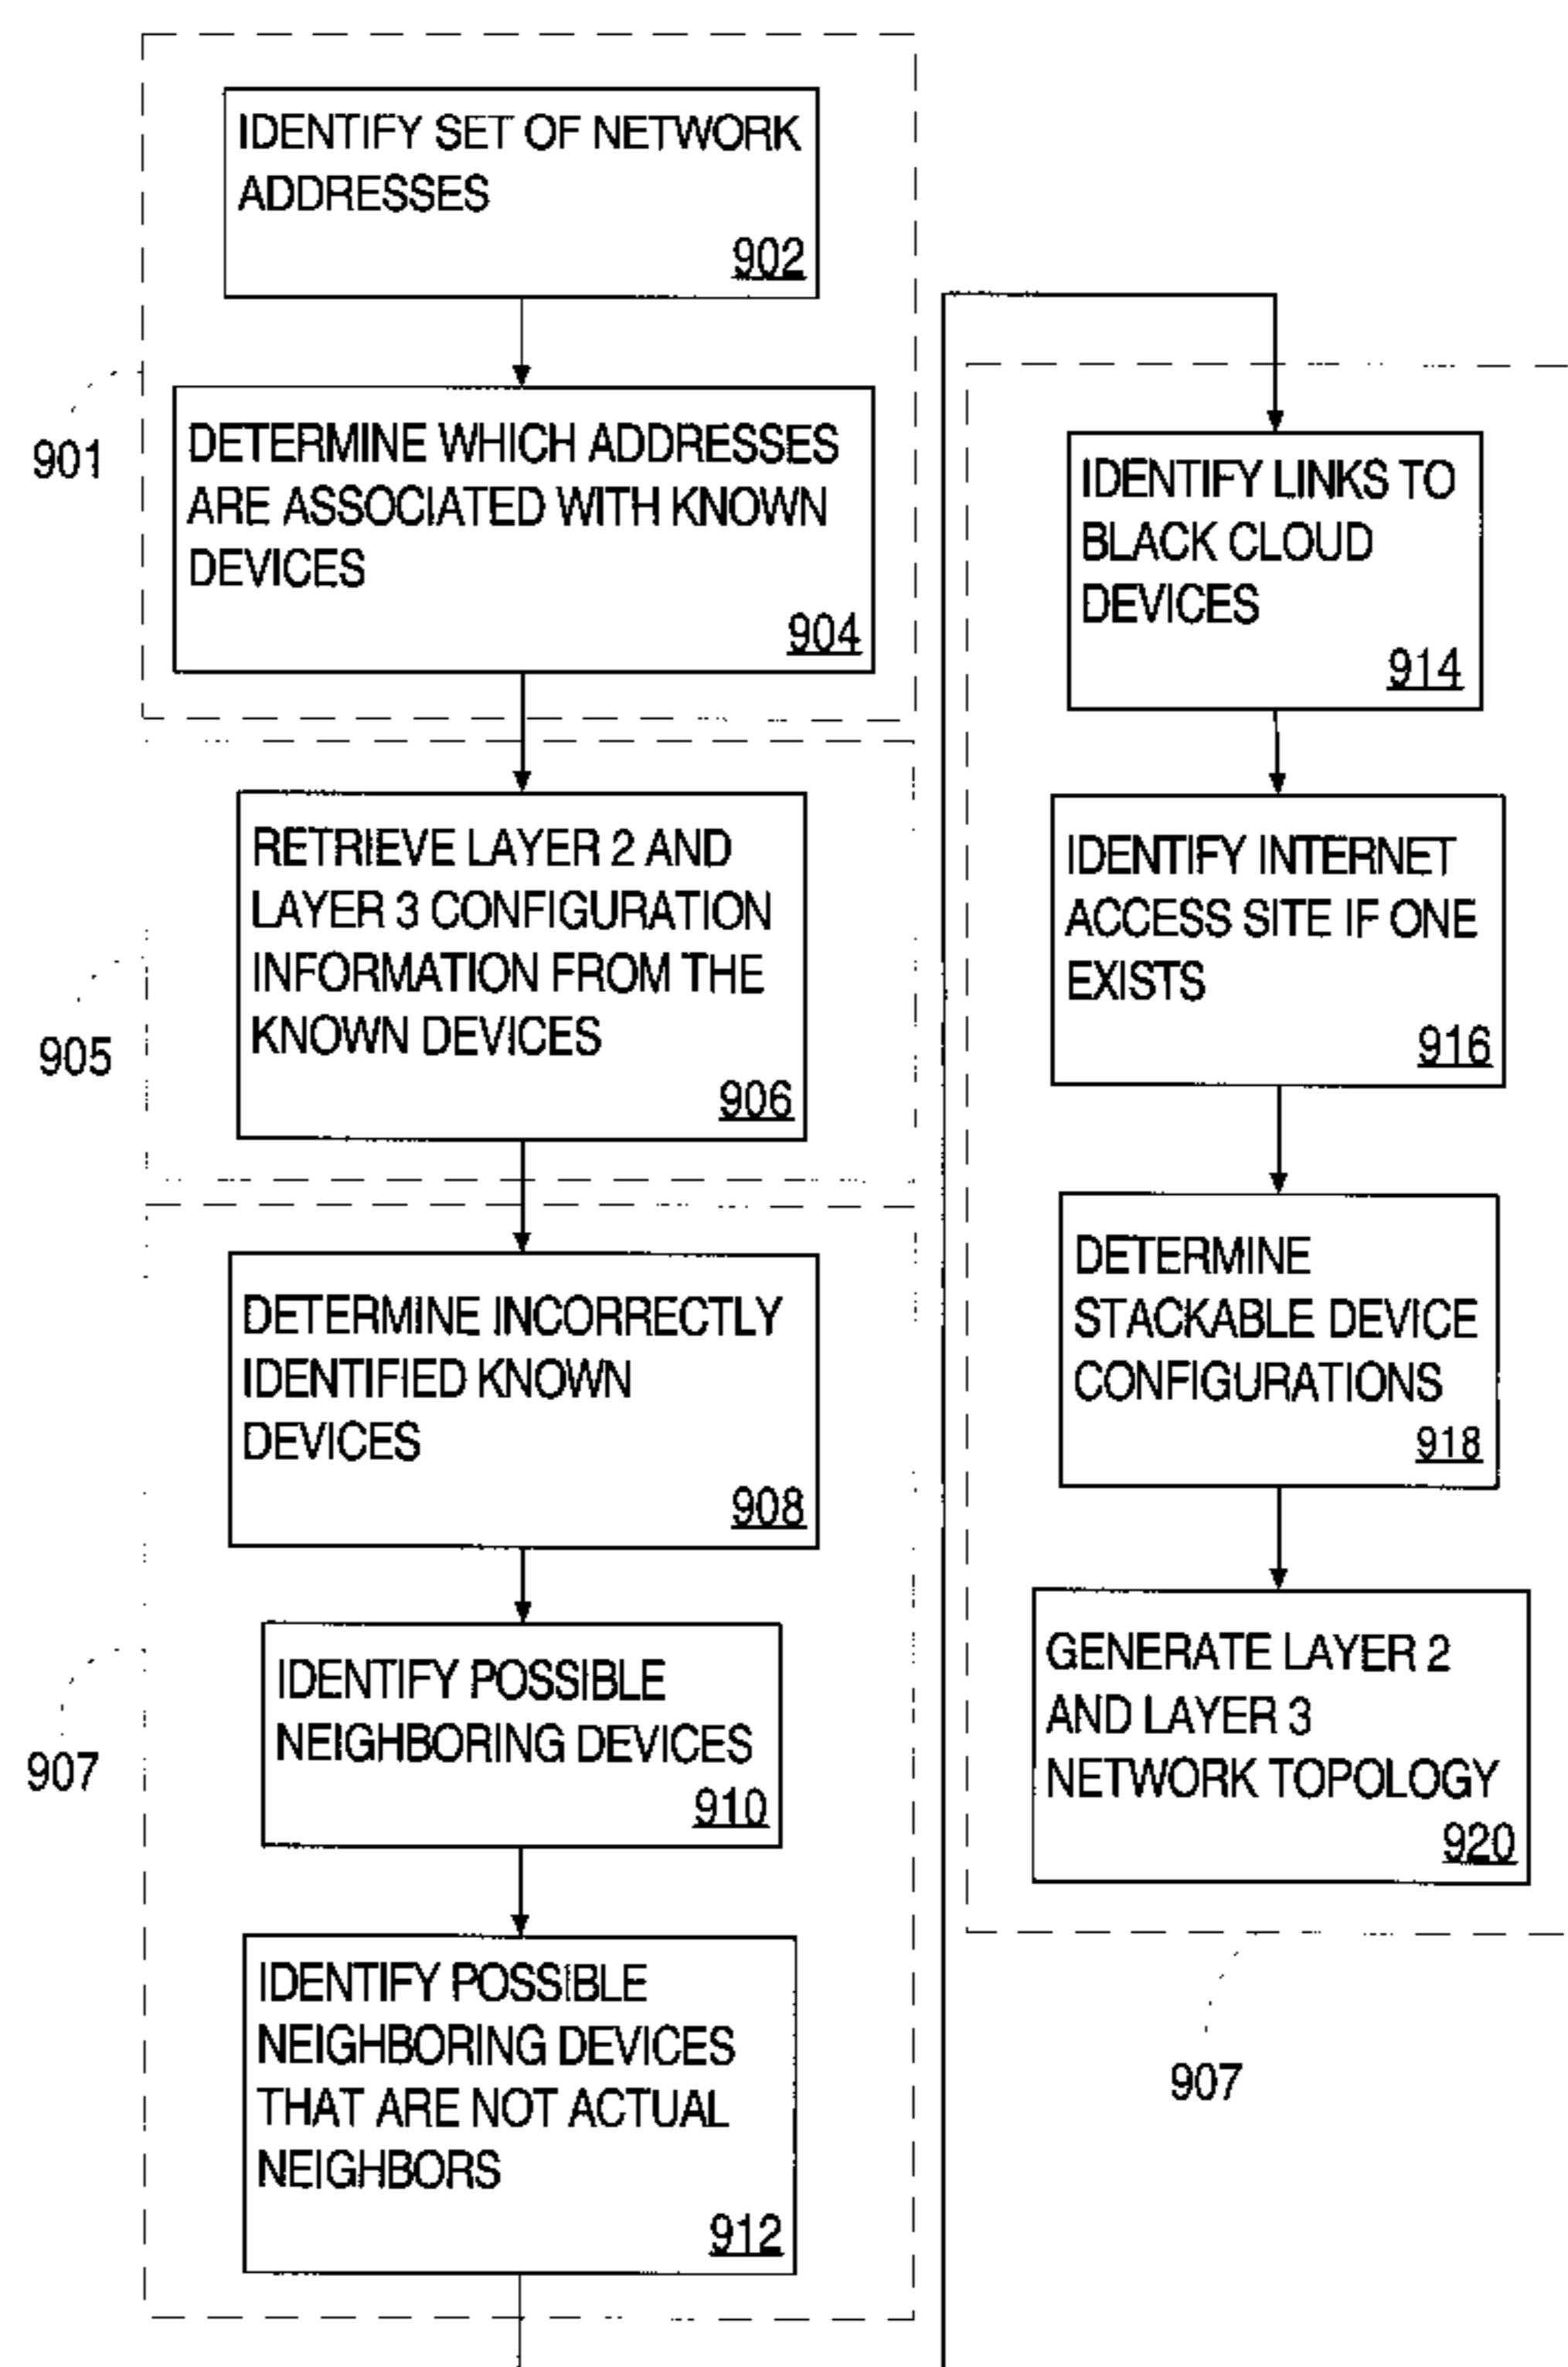 IDENTIFY SET OF NETWORK
ADDRESSES
902
901
DETERMINE WHICH ADDRESSES
ARE ASSOCIATED WITH KNOWN
DEVICES
904
905
RETRIEVE LAYER 2 AND
LAYER 3 CONFIGURATION
INFORMATION FROM THE
KNOWN DEVICES
906
DETERMINE INCORRECTLY
IDENTIFIED KNOWN
DEVICES
908
907
IDENTIFY POSSIBLE
NEIGHBORING DEVICES
910
IDENTIFY POSSIBLE
NEIGHBORING DEVICES
THAT ARE NOT ACTUAL
NEIGHBORS
912
IDENTIFY LINKS TO
BLACK CLOUD
DEVICES
914
IDENTIFY INTERNET
ACCESS SITE IF ONE
EXISTS
916
DETERMINE
STACKABLE DEVICE
CONFIGURATIONS
918
GENERATE LAYER 2
AND LAYER 3
NETWORK TOPOLOGY
920
907